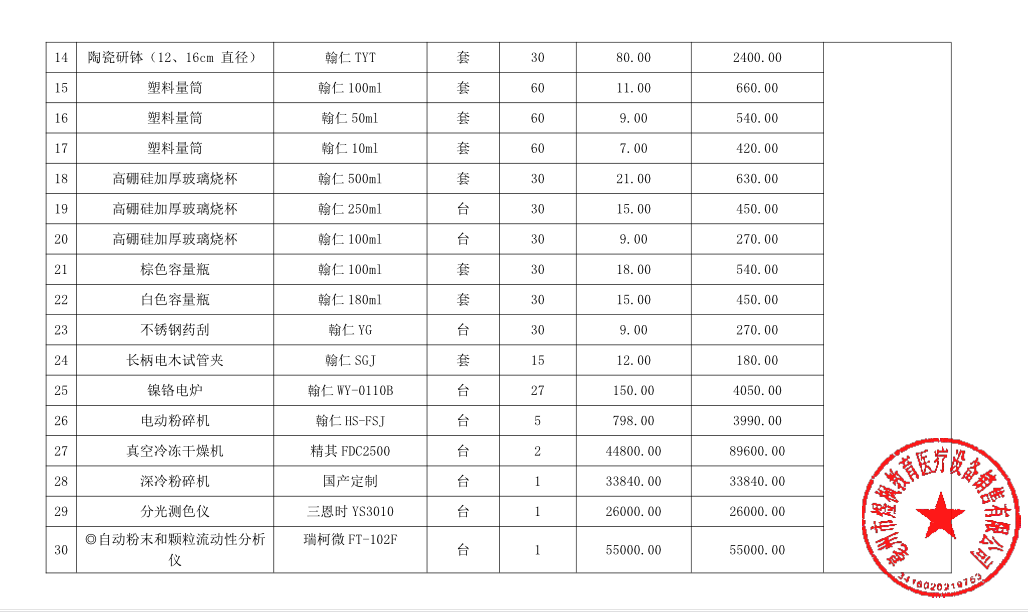 14 陶瓷研钵（12、16cm 直径） 翰仁 TYT 套 30 80.00 2400.00
15 塑料量筒 翰仁 100ml 套 60 11.00 660.00
16 塑料量筒 翰仁 50ml 套 60 9.00 540.00
17 塑料量筒 翰仁 10ml 套 60 7.00 420.00
18 高硼硅加厚玻璃烧杯 翰仁 500ml 套 30 21.00 630.00
19 高硼硅加厚玻璃烧杯 翰仁 250ml 台 30 15.00 450.00
20 高硼硅加厚玻璃烧杯 翰仁 100ml 台 30 9.00 270.00
21 棕色容量瓶 翰仁 100ml 套 30 18.00 540.00
22 白色容量瓶 翰仁 180ml 套 30 15.00 450.00
23 不锈钢药刮 翰仁 YG 台 30 9.00 270.00
24 长柄电木试管夹 翰仁 SGJ 套 15 12.00 180.00
25 镍铬电炉 翰仁 WY-0110B 台 27 150.00 4050.00
26 电动粉碎机 翰仁 HS-FSJ 台 5 798.00 3990.00
27 真空冷冻干燥机 精其 FDC2500 台 2 44800.00 89600.00
28 深冷粉碎机 国产定制 台 1 33840.00 33840.00
29 分光测色仪 三恩时 YS3010 台 1 26000.00 26000.00
30 ◎自动粉末和颗粒流动性分析仪 瑞柯微 FT-102F 台 1 55000.00 55000.00
亳州市煜枫教育医疗设备销售有限公司
3416020219763